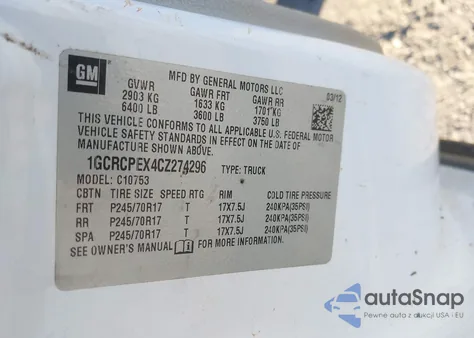 GM
MFD BY GENERAL MOTORS LLC
03/12
GVWR GAWR FRT GAWR RR
2903 KG 1633 KG 1701 KG
6400 LB 3600 LB 3750 LB
THIS VEHICLE CONFORMS TO ALL APPLICABLE U.S. FEDERAL MOTOR
VEHICLE SAFETY STANDARDS IN EFFECT ON THE DATE OF
MANUFACTURE SHOWN ABOVE.
1GCRCPEX4CZ274296 TYPE: TRUCK
MODEL: C10753
CBTN TIRE SIZE SPEED RTG RIM COLD TIRE PRESSURE
FRT P245/70R17 T 17X7.5J 240KPA(35PSI)
RR P245/70R17 T 17X7.5J 240KPA(35PSI)
SPA P245/70R17 T 17X7.5J 240KPA(35PSI)
SEE OWNER'S MANUAL FOR MORE INFORMATION.
autoSnap
Pewne auta z aukcji USA i EU